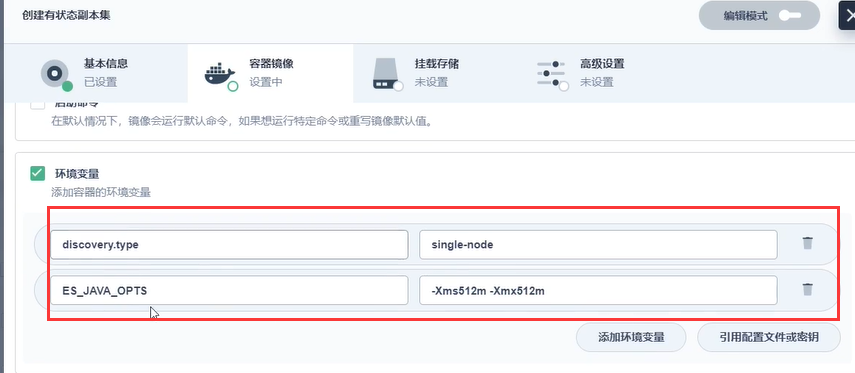 创建有状态副本集
编辑模式
基本信息
已设置
容器镜像
设置中
挂载存储
未设置
高级设置
未设置
启动命令
在默认情况下，镜像会运行默认命令，如果想运行特定命令或重写镜像默认值。
环境变量
添加容器的环境变量
discovery.type
single-node
ES_JAVA_OPTS
-Xms512m -Xmx512m
添加环境变量
引用配置文件或密钥